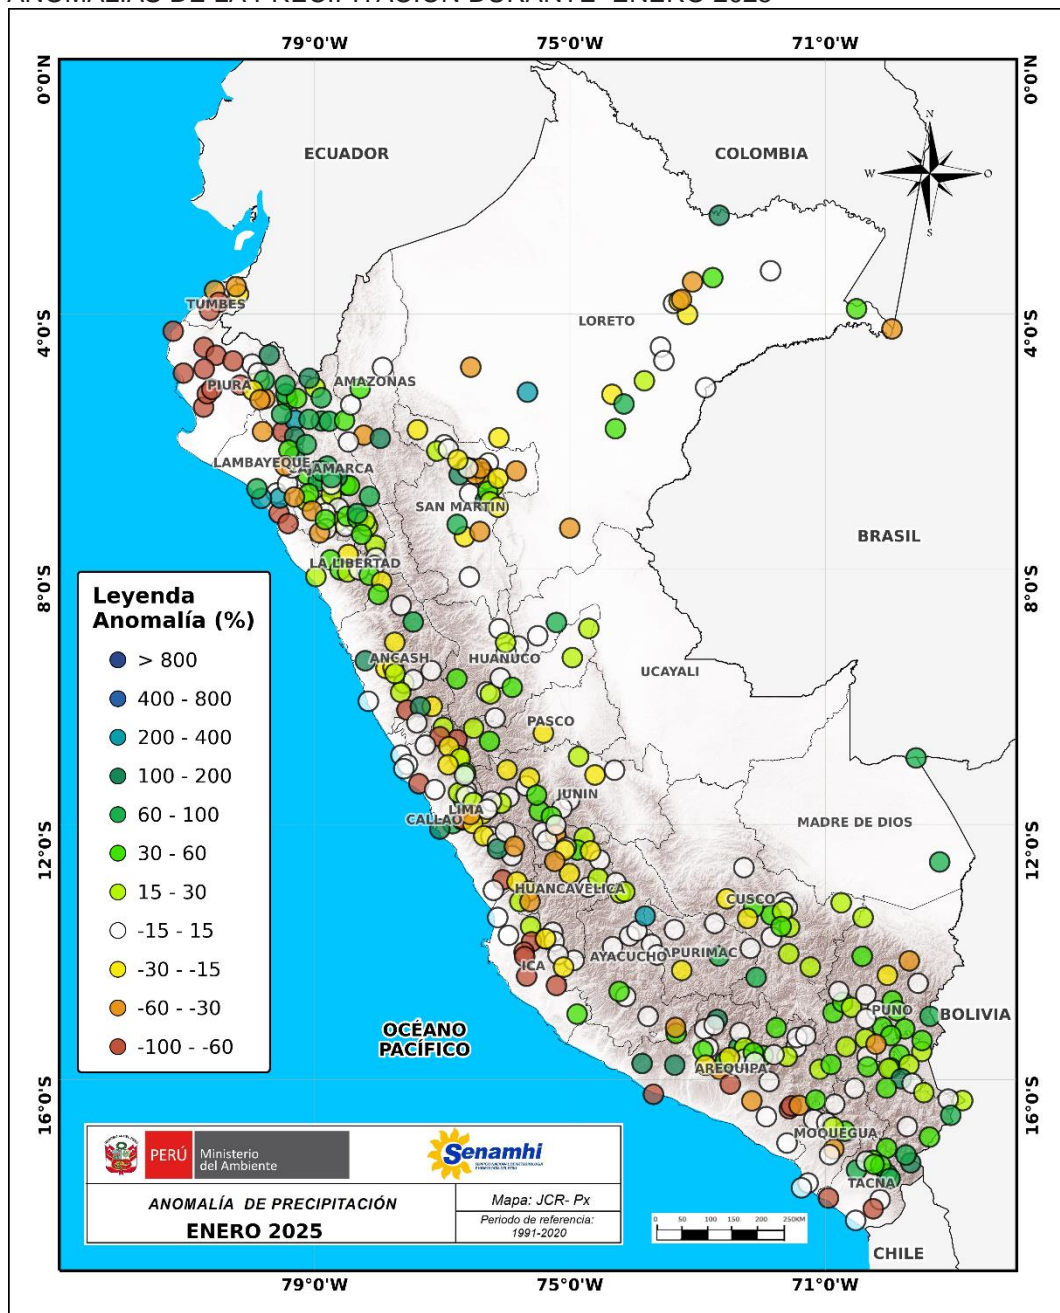 ANOMALÍAS DE LA PRECIPITACIÓN DURANTE ENERO 2025
79°0'W 75°0'W 71°0'W
0°0'N 0°0'N
ECUADOR
COLOMBIA
N
W O
S
TUMBES
LORETO
4°0'S 4°0'S
PIURA
AMAZONAS
LAMBAYEQUE
CAJAMARCA
SAN MARTIN
BRASIL
LA LIBERTAD
8°0'S 8°0'S
Leyenda
Anomalía (%)
> 800
400 - 800
200 - 400
100 - 200
60 - 100
30 - 60
15 - 30
-15 - 15
-30 - -15
-60 - -30
-100 - -60
ANCASH
HUANUCO
UCAYALI
PASCO
JUNIN
LIMA
CALLAO
MADRE DE DIOS
12°0'S 12°0'S
HUANCAVELICA
CUSCO
AYACUCHO
APURIMAC
ICA
PUNO
BOLIVIA
OCÉANO
PACÍFICO
AREQUIPA
16°0'S 16°0'S
MOQUEGUA
TACNA
CHILE
PERÚ
Ministerio
del Ambiente
Senamhi
ANOMALÍA DE PRECIPITACIÓN
ENERO 2025
Mapa: JCR- Px
Periodo de referencia:
1991-2020
0 50 100 150 200 250KM
79°0'W 75°0'W 71°0'W